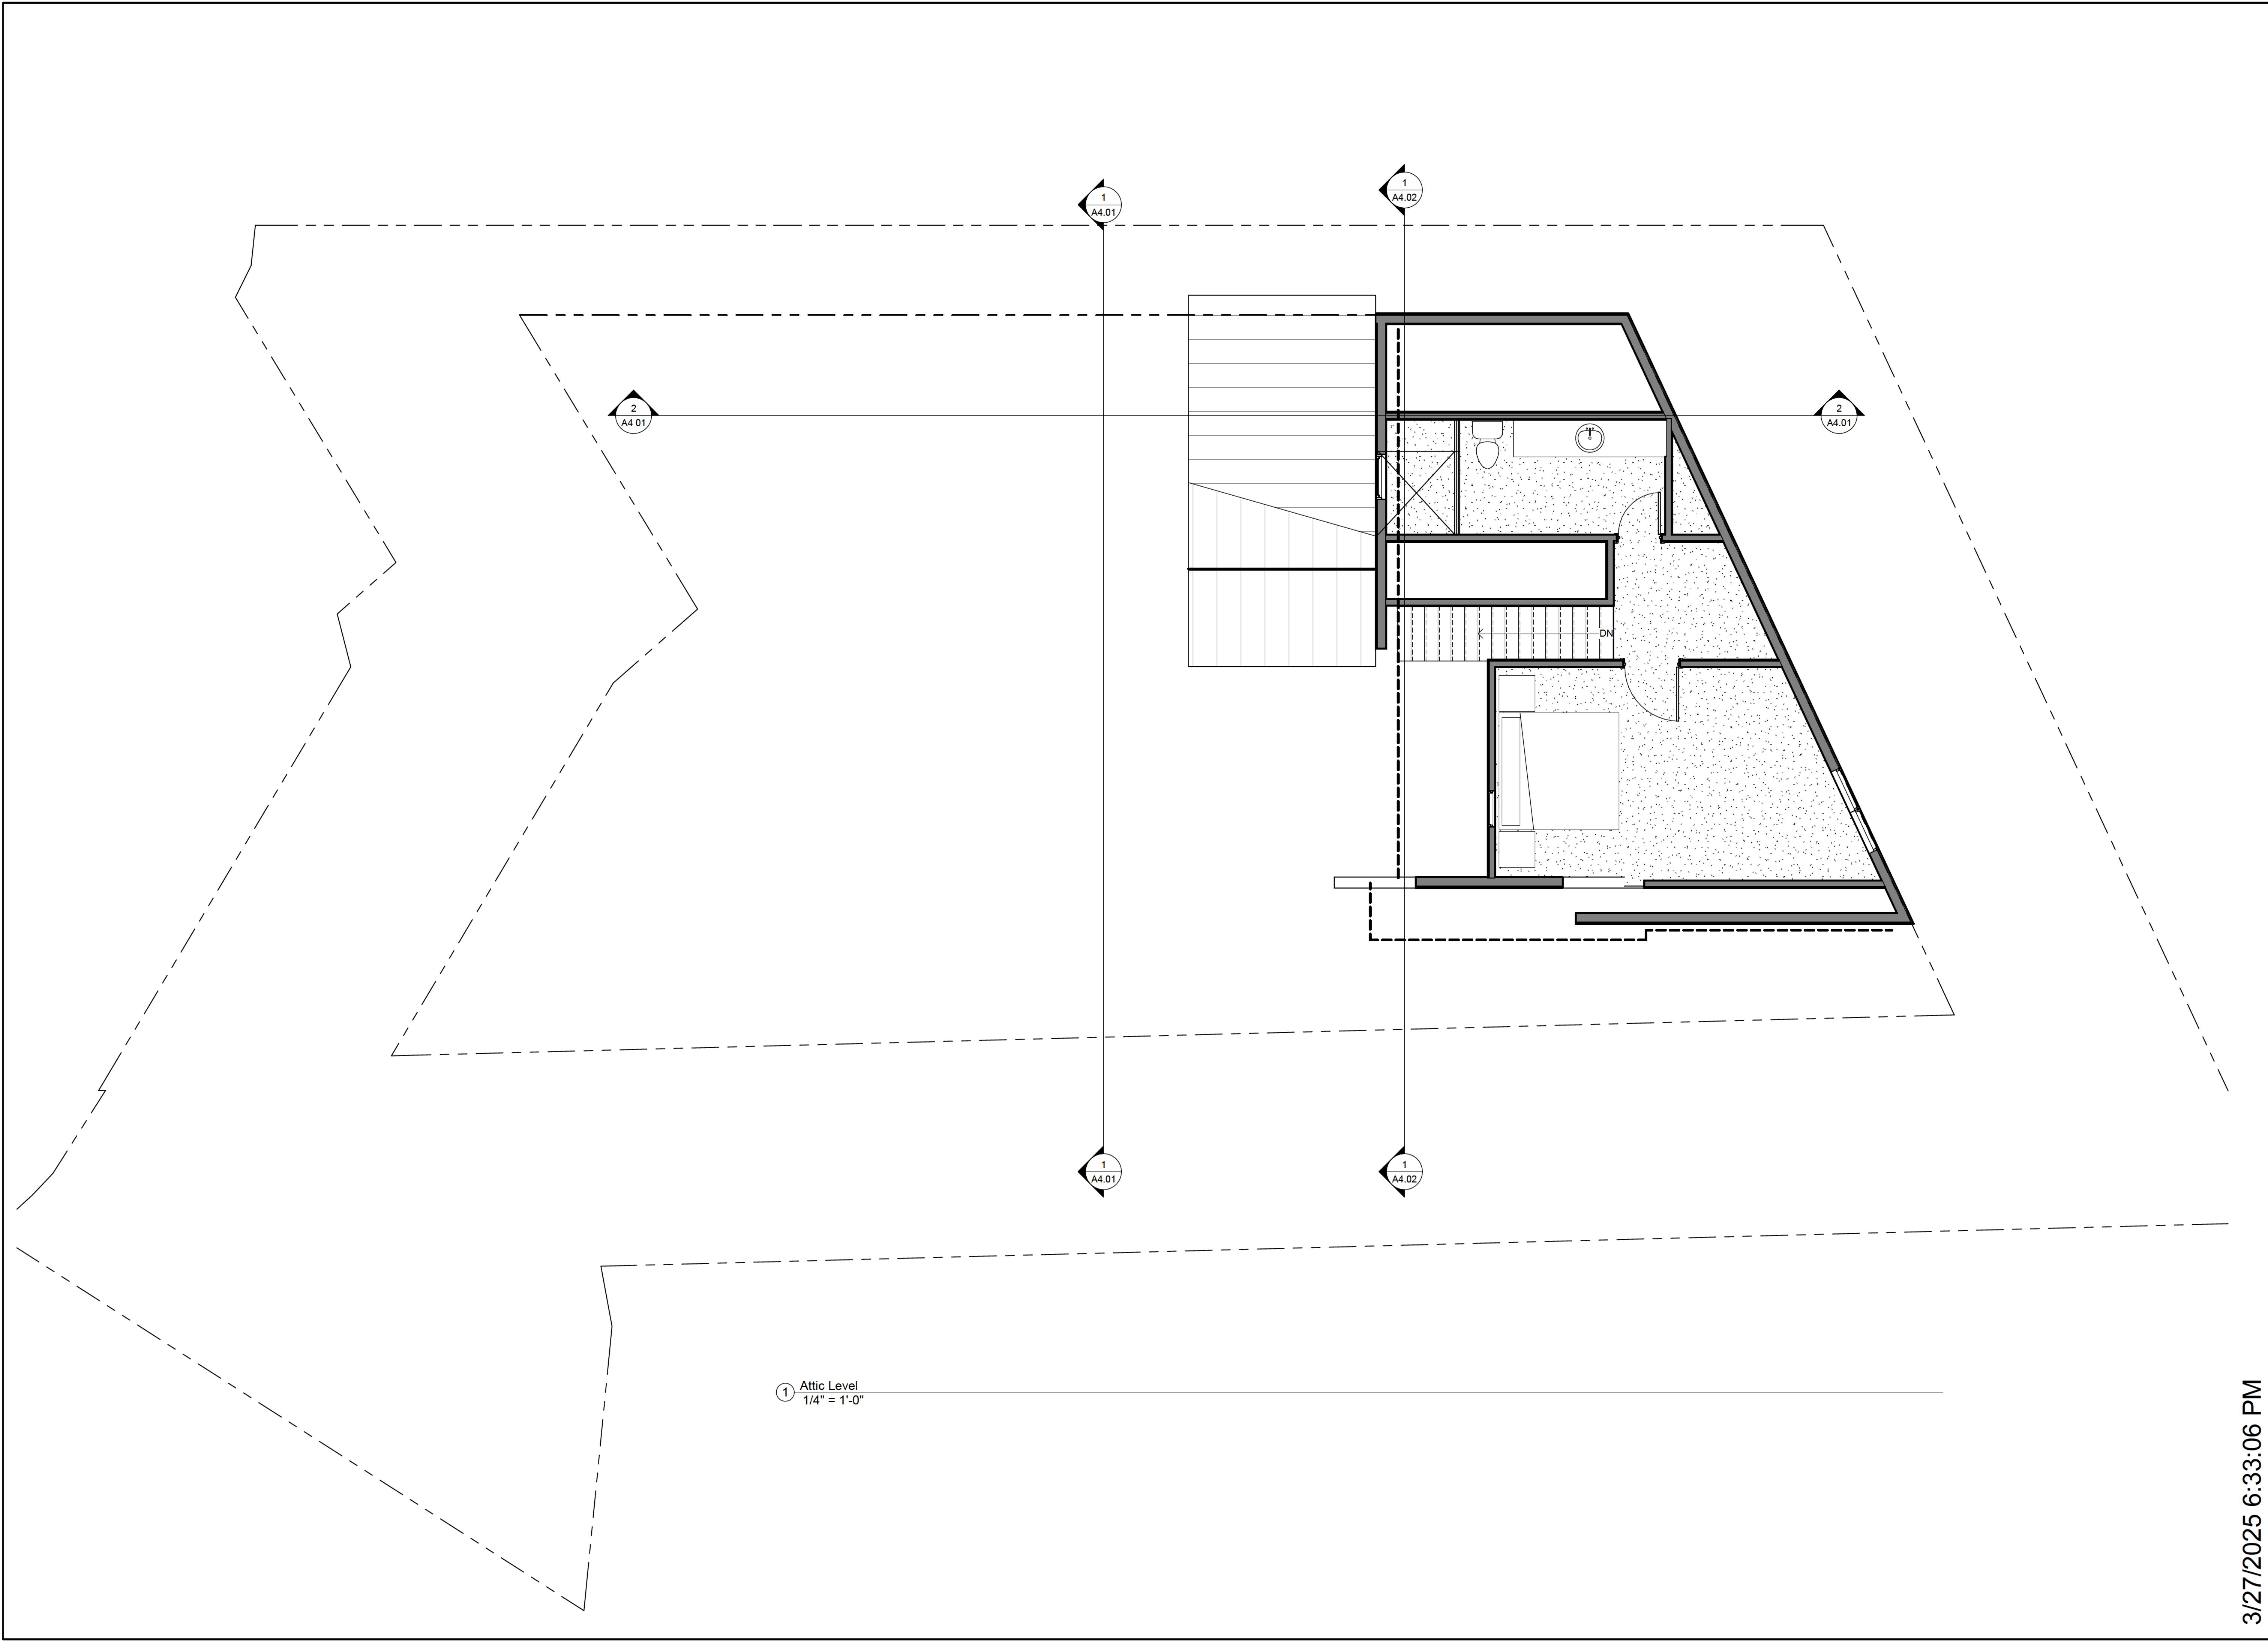 1
A4.01
1
A4.02
2
A4 01
2
A4.01
DN
1
A4.01
1
A4.02
1 Attic Level
1/4" = 1'-0"
3/27/2025 6:33:06 PM